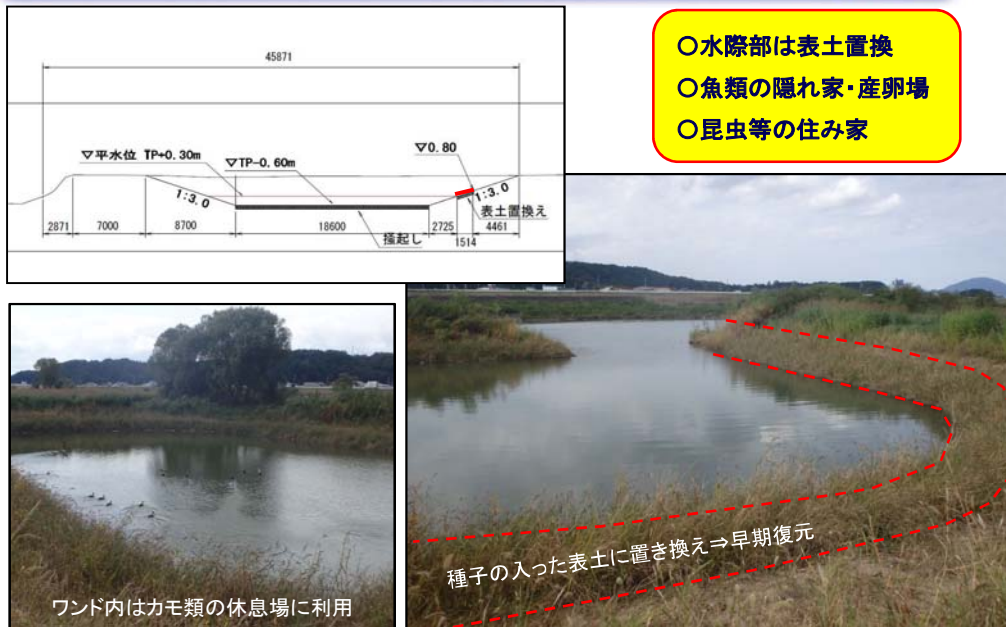 ○水際部は表土置換
○魚類の隠れ家・産卵場
○昆虫等の住み家
45871
▽平水位 TP+0.30m
▽TP-0.60m
▽0.80
1:3.0
1:3.0
表土置換え
2871
7000
8700
18600
2725
1514
4461
掻起し
ワンド内はカモ類の休息場に利用
種子の入った表土に置き換え⇒早期復元